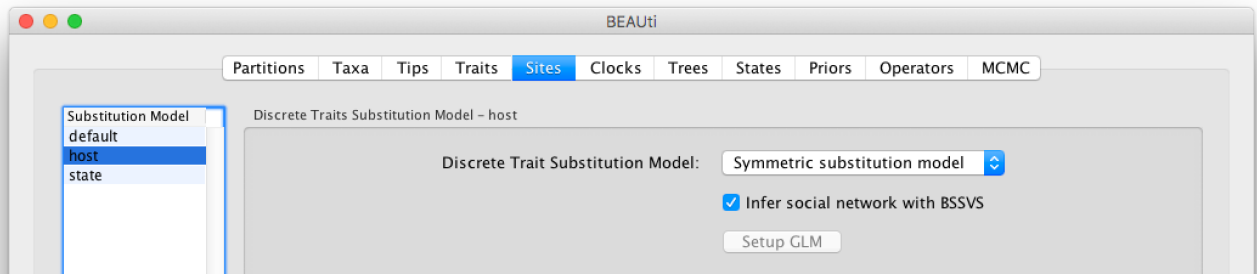 BEAUti
Partitions Taxa Tips Traits Sites Clocks Trees States Priors Operators MCMC
Substitution Model
default
host
state
Discrete Traits Substitution Model - host
Discrete Trait Substitution Model: Symmetric substitution model
Infer social network with BSSVS
Setup GLM